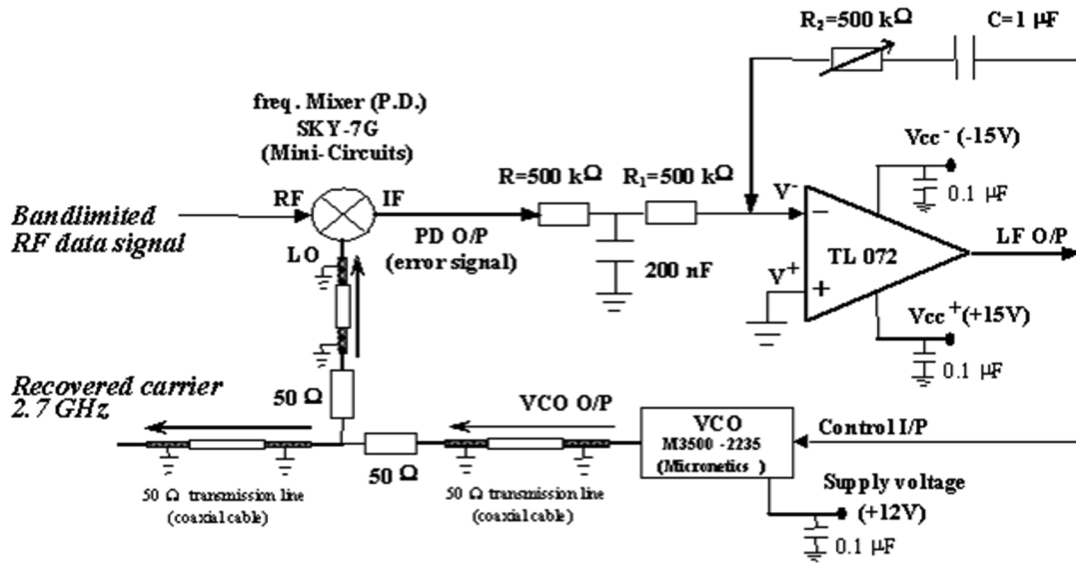 R₂=500 kΩ
C=1 µF
freq. Mixer (P.D.)
SKY-7G
(Mini-Circuits)
Vcc⁻ (-15V)
R=500 kΩ
R₁=500 kΩ
0.1 µF
RF
IF
V⁻
Bandlimited
RF data signal
PD O/P
(error signal)
LO
200 nF
TL 072
LF O/P
V⁺
Vcc⁺(+15V)
0.1 µF
Recovered carrier
2.7 GHz
50 Ω
VCO O/P
VCO
M3500 -2235
(Micronetics )
Control I/P
50 Ω
Supply voltage
(+12V)
50 Ω transmission line
(coaxial cable)
50 Ω transmission line
(coaxial cable)
0.1 µF